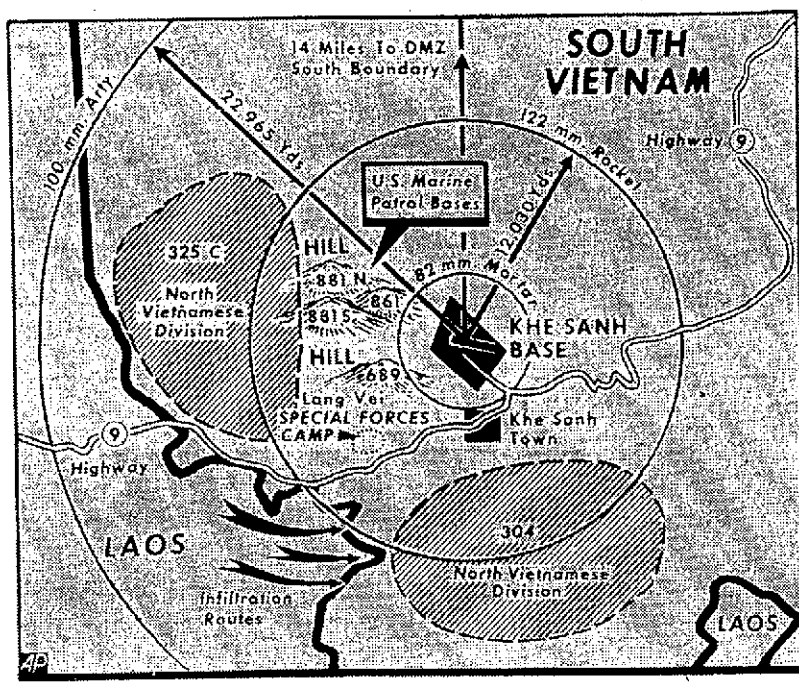 14 Miles To DMZ
South Boundary
SOUTH
VIETNAM
100 mm Arty
22,965 Yds
122 mm Rocket
Highway 9
U.S. Marine
Patrol Bases
12,030 Yds
325 C
North
Vietnamese
Division
HILL
881 N
861
881 S
82 mm Mortar
KHE SANH
BASE
HILL
689
Lang Vei
SPECIAL FORCES
CAMP
Khe Sanh
Town
9
Highway
LAOS
304
North Vietnamese
Division
Infiltration
Routes
LAOS
AP